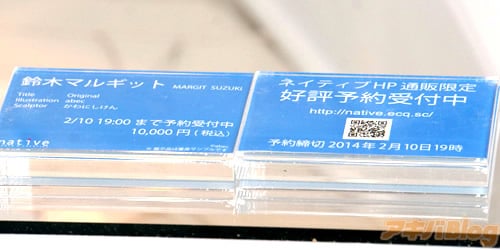 鈴木マルギット MARGIT SUZUKI
Title Original
Illustration abec
Sculptor かわにしけん
2/10 19:00 まで予約受付中
10,000円(税込)
native
ネイティブHP通販限定
好評予約受付中
http://native.ecq.sc/
予約締切 2014年2月10日19時
アキバBlog